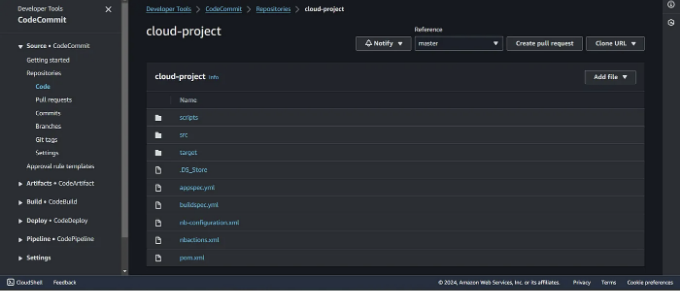 Developer Tools
CodeCommit
Source • CodeCommit
Getting started
Repositories
Code
Pull requests
Commits
Branches
Git tags
Settings
Approval rule templates
Artifacts • CodeArtifact
Build • CodeBuild
Deploy • CodeDeploy
Pipeline • CodePipeline
Settings
Developer Tools > CodeCommit > Repositories > cloud-project
cloud-project
Notify
Reference
master
Create pull request
Clone URL
cloud-project Info
Add file
Name
scripts
src
target
.DS_Store
appspec.yml
buildspec.yml
nb-configuration.xml
nbactions.xml
pom.xml
CloudShell Feedback © 2024, Amazon Web Services, Inc. or its affiliates. Privacy Terms Cookie preferences